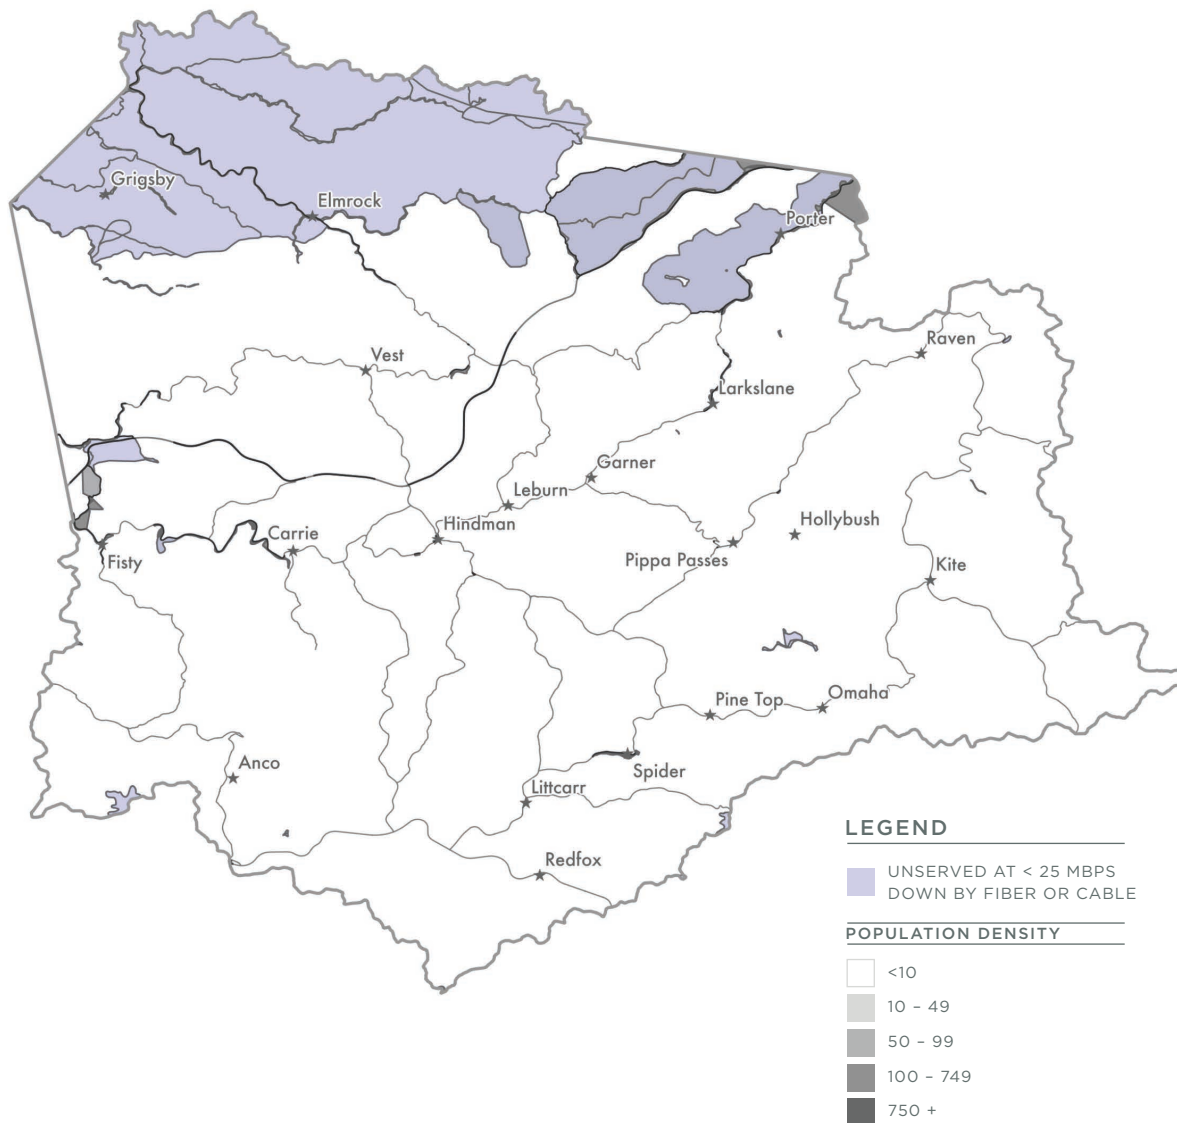 Grigsby
Elmrock
Porter
Raven
Vest
Larkslane
Garner
Leburn
Hindman
Hollybush
Carrie
Pippa Passes
Fisty
Kite
Omaha
Pine Top
Anco
Spider
Littcarr
Redfox
LEGEND
UNSERVED AT < 25 MBPS
DOWN BY FIBER OR CABLE
POPULATION DENSITY
<10
10 – 49
50 – 99
100 – 749
750 +